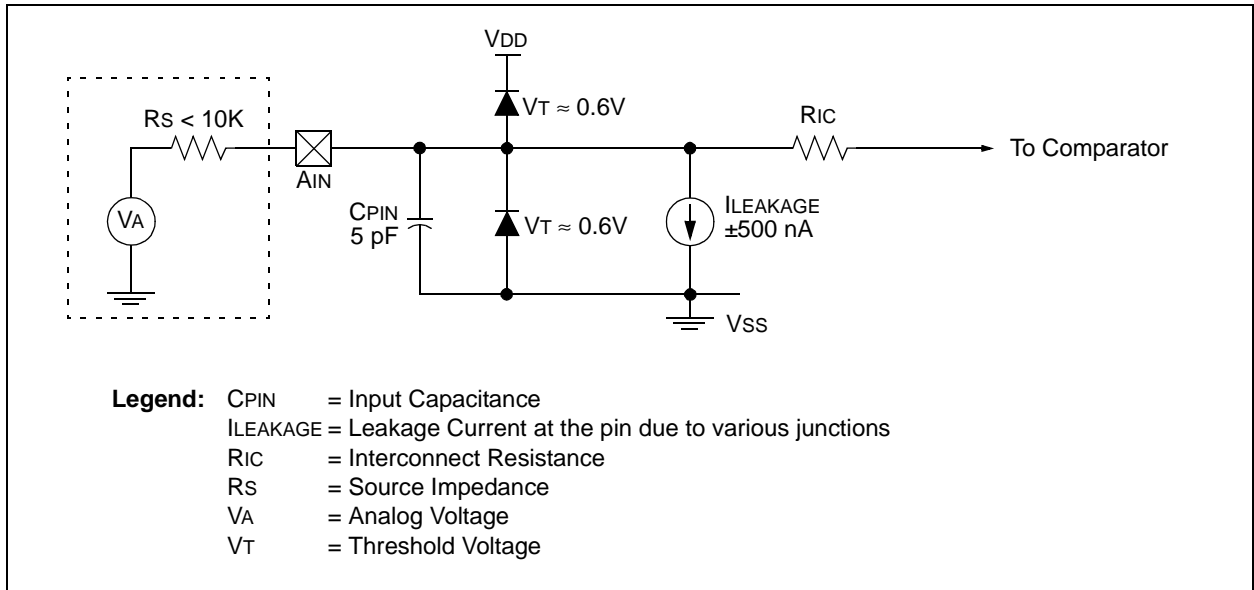 VDD
VT ≈ 0.6V
RS < 10K
RIC
To Comparator
AIN
VA
CPIN
5 pF
VT ≈ 0.6V
ILEAKAGE
±500 nA
VSS
Legend: CPIN = Input Capacitance
ILEAKAGE = Leakage Current at the pin due to various junctions
RIC = Interconnect Resistance
RS = Source Impedance
VA = Analog Voltage
VT = Threshold Voltage